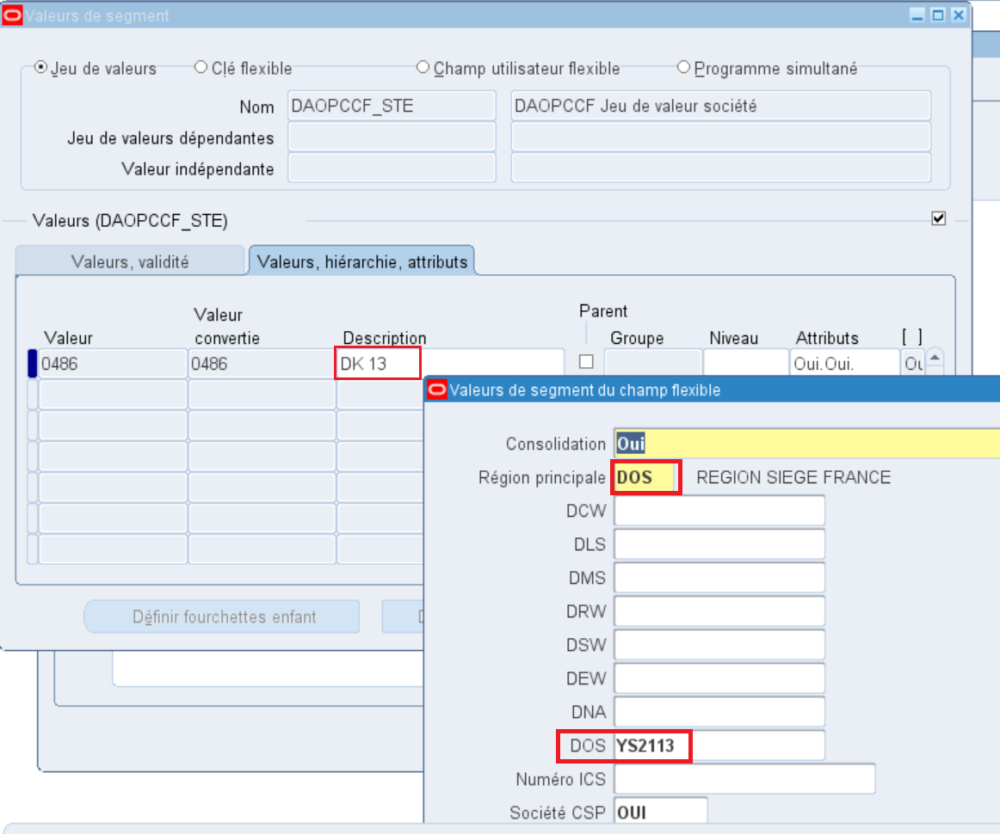 Valeurs de segment
Jeu de valeurs Clé flexible Champ utilisateur flexible Programme simultané
Nom DAOPCCF_STE DAOPCCF Jeu de valeur société
Jeu de valeurs dépendantes
Valeur indépendante
Valeurs (DAOPCCF_STE)
Valeurs, validité Valeurs, hiérarchie, attributs
Valeur Parent
Valeur convertie Description Groupe Niveau Attributs [ ]
0486 0486 DK 13 Oui.Oui.
Valeurs de segment du champ flexible
Consolidation Oui
Région principale DOS REGION SIEGE FRANCE
DCW
DLS
DMS
DRW
Définir fourchettes enfant
DSW
DEW
DNA
DOS YS2113
Numéro ICS
Société CSP OUI